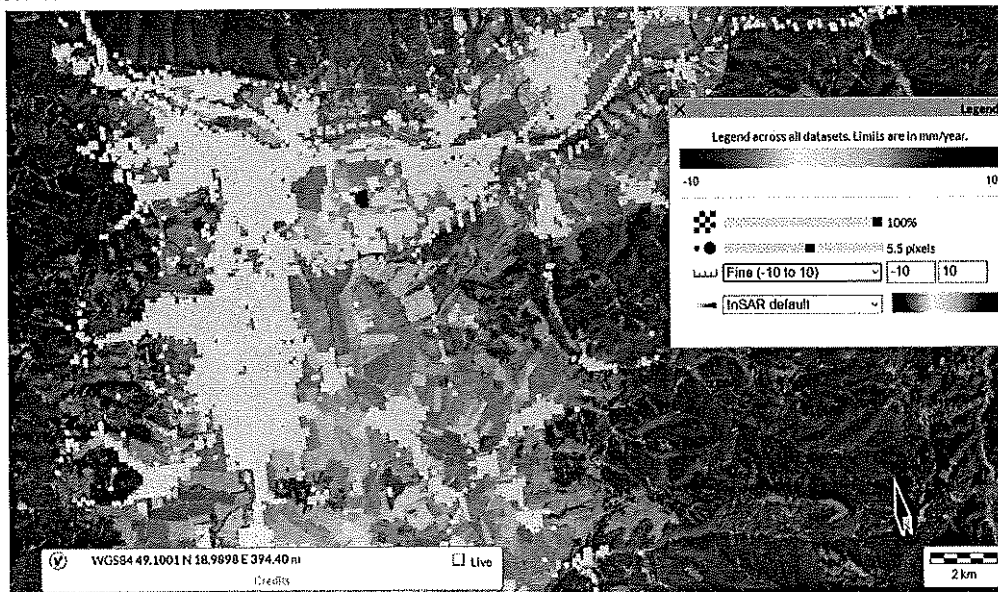 Legend
Legend across all datasets. Limits are in mm/year.
-10 10
100%
5.5 pixels
Fine (-10 to 10) -10 10
InSAR default
WGS84 49.1001 N 18.9898 E 394.40 m Live
Credits
2 km